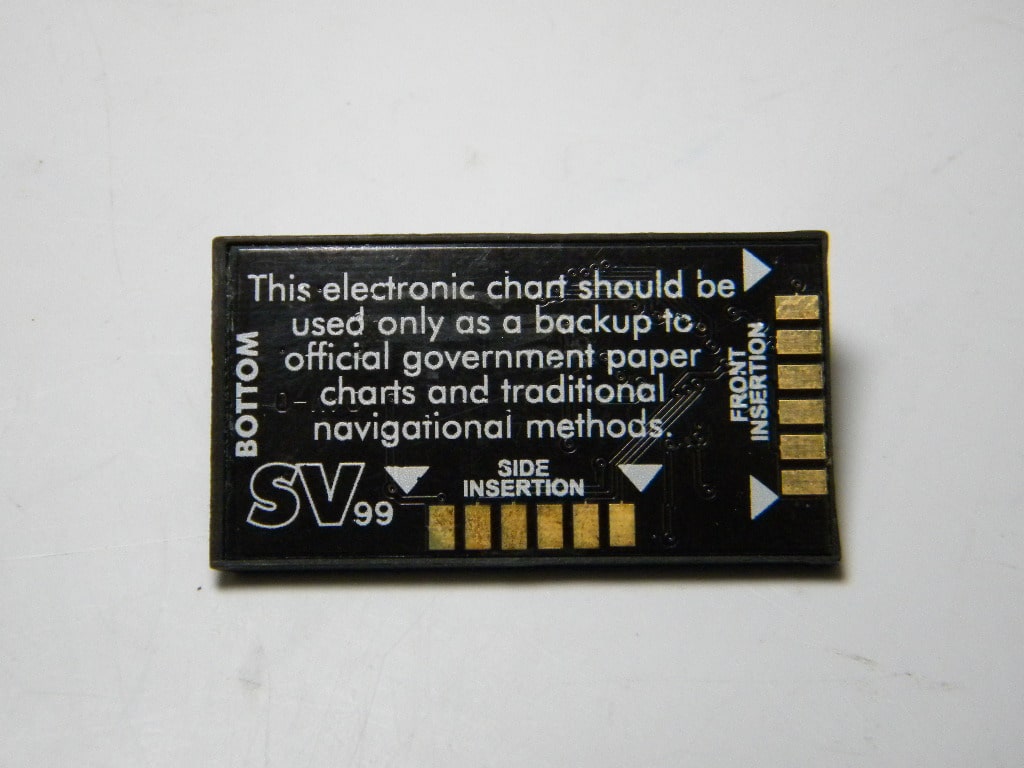 This electronic chart should be
used only as a backup to
official government paper
charts and traditional
navigational methods.
BOTTOM
SV99
SIDE
INSERTION
FRONT
INSERTION